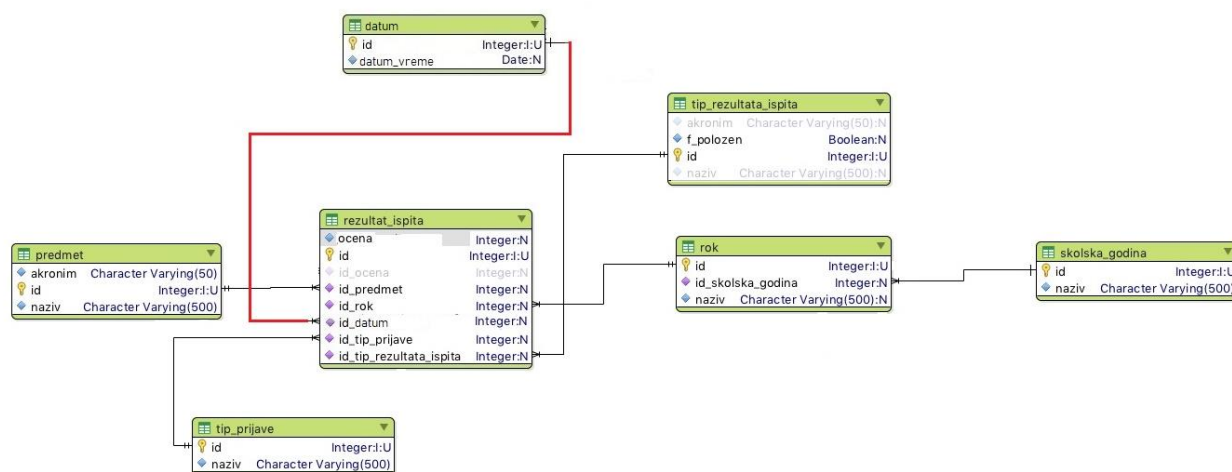 datum
id Integer:I:U
datum_vreme Date:N
tip_rezultata_ispita
akronim Character Varying(50):N
f_polozen Boolean:N
id Integer:I:U
naziv Character Varying(500):N
rezultat_ispita
ocena Integer:N
id Integer:I:U
id_ocena Integer:N
id_predmet Integer:N
id_rok Integer:N
id_datum Integer:N
id_tip_prijave Integer:N
id_tip_rezultata_ispita Integer:N
predmet
akronim Character Varying(50)
id Integer:I:U
naziv Character Varying(500)
rok
id Integer:I:U
id_skolska_godina Integer:N
naziv Character Varying(500):N
skolska_godina
id Integer:I:U
naziv Character Varying(500)
tip_prijave
id Integer:I:U
naziv Character Varying(500)